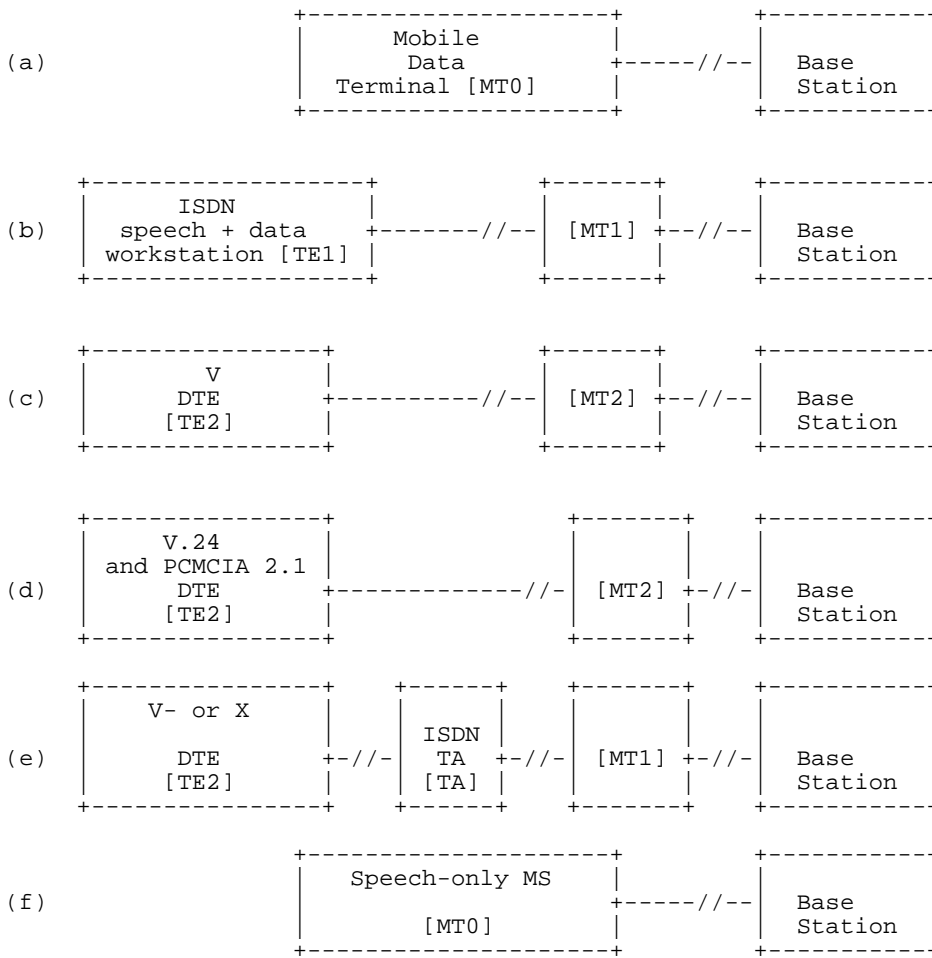 Mobile
(a) Data Base
Terminal [MT0] Station
ISDN
(b) speech + data [MT1] Base
workstation [TE1] Station
V
(c) DTE [MT2] Base
[TE2] Station
V.24
and PCMCIA 2.1
(d) DTE [MT2] Base
[TE2] Station
V- or X
ISDN
(e) DTE TA [MT1] Base
[TE2] [TA] Station
Speech-only MS
(f) Base
[MT0] Station